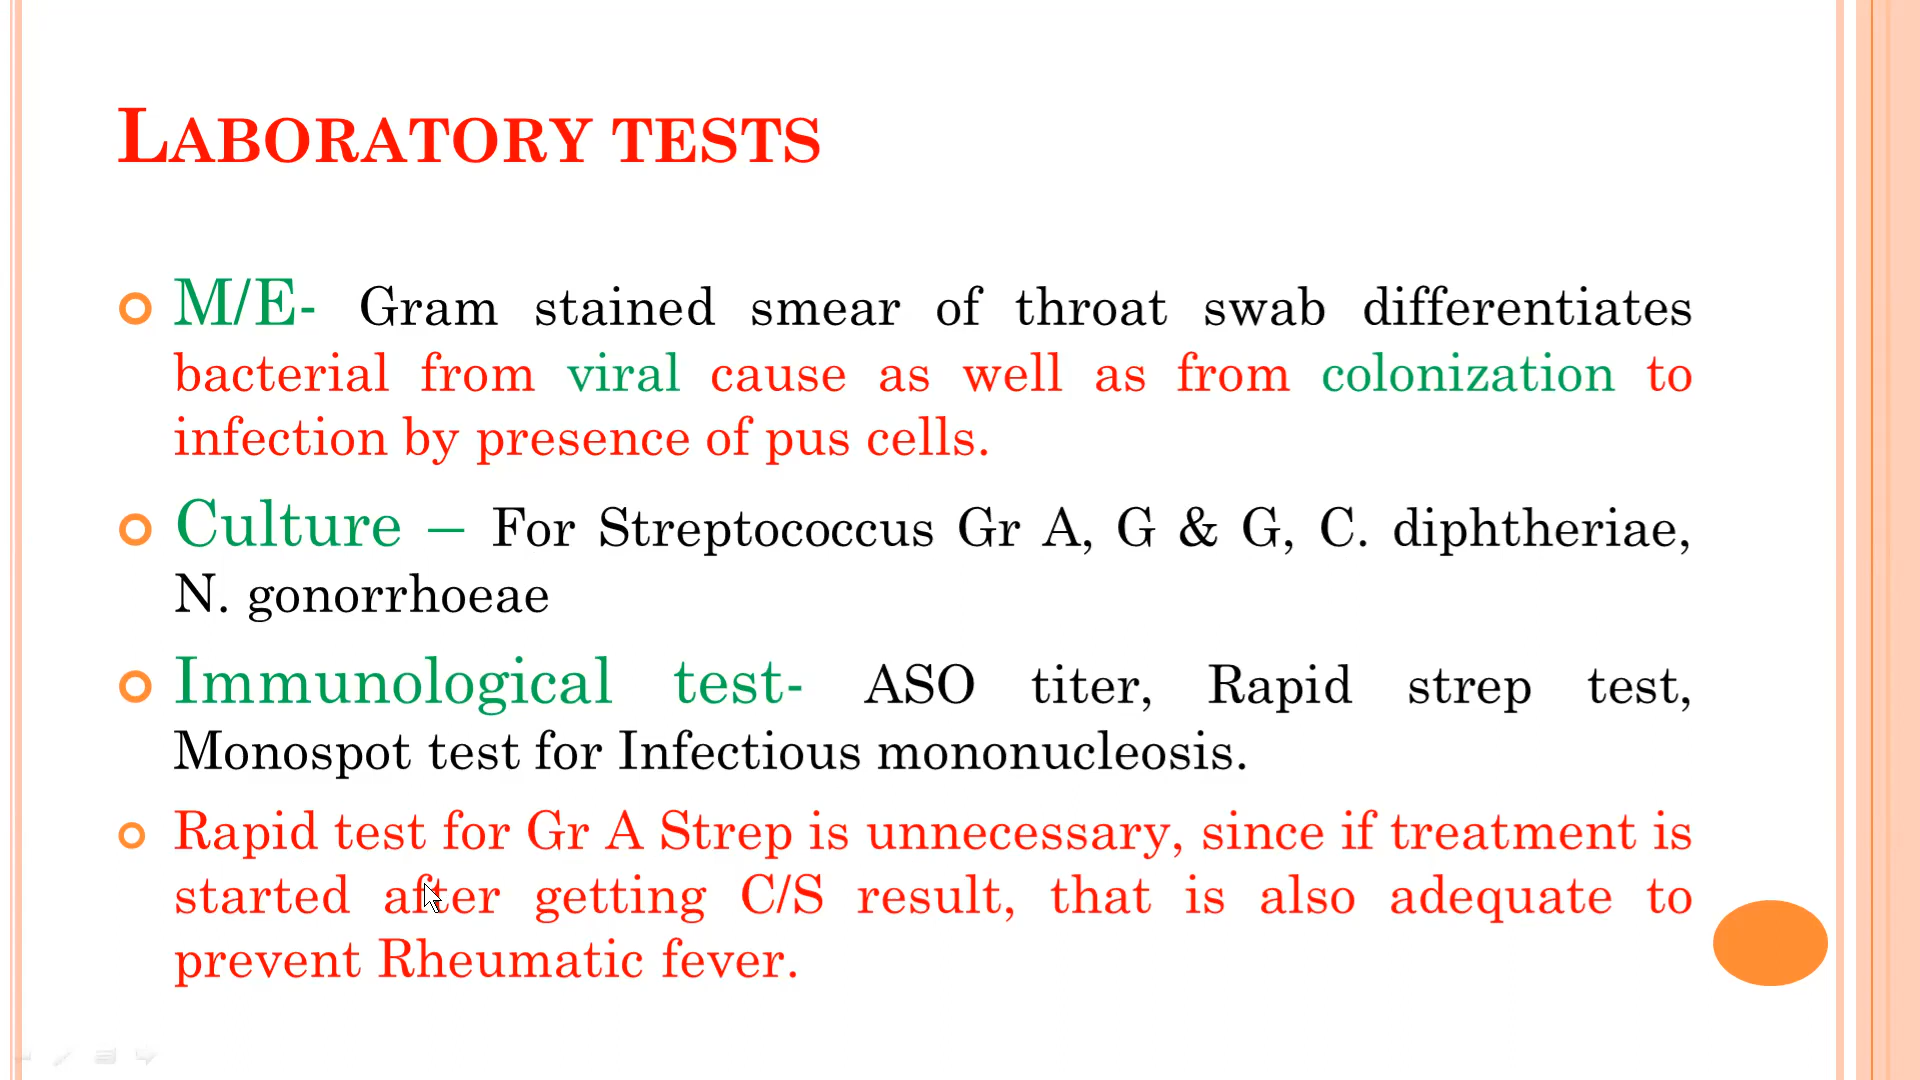 LABORATORY TESTS
M/E- Gram stained smear of throat swab differentiates
bacterial from viral cause as well as from colonization to
infection by presence of pus cells.
Culture – For Streptococcus Gr A, G & G, C. diphtheriae,
N. gonorrhoeae
Immunological test- ASO titer, Rapid strep test,
Monospot test for Infectious mononucleosis.
Rapid test for Gr A Strep is unnecessary, since if treatment is
started after getting C/S result, that is also adequate to
prevent Rheumatic fever.